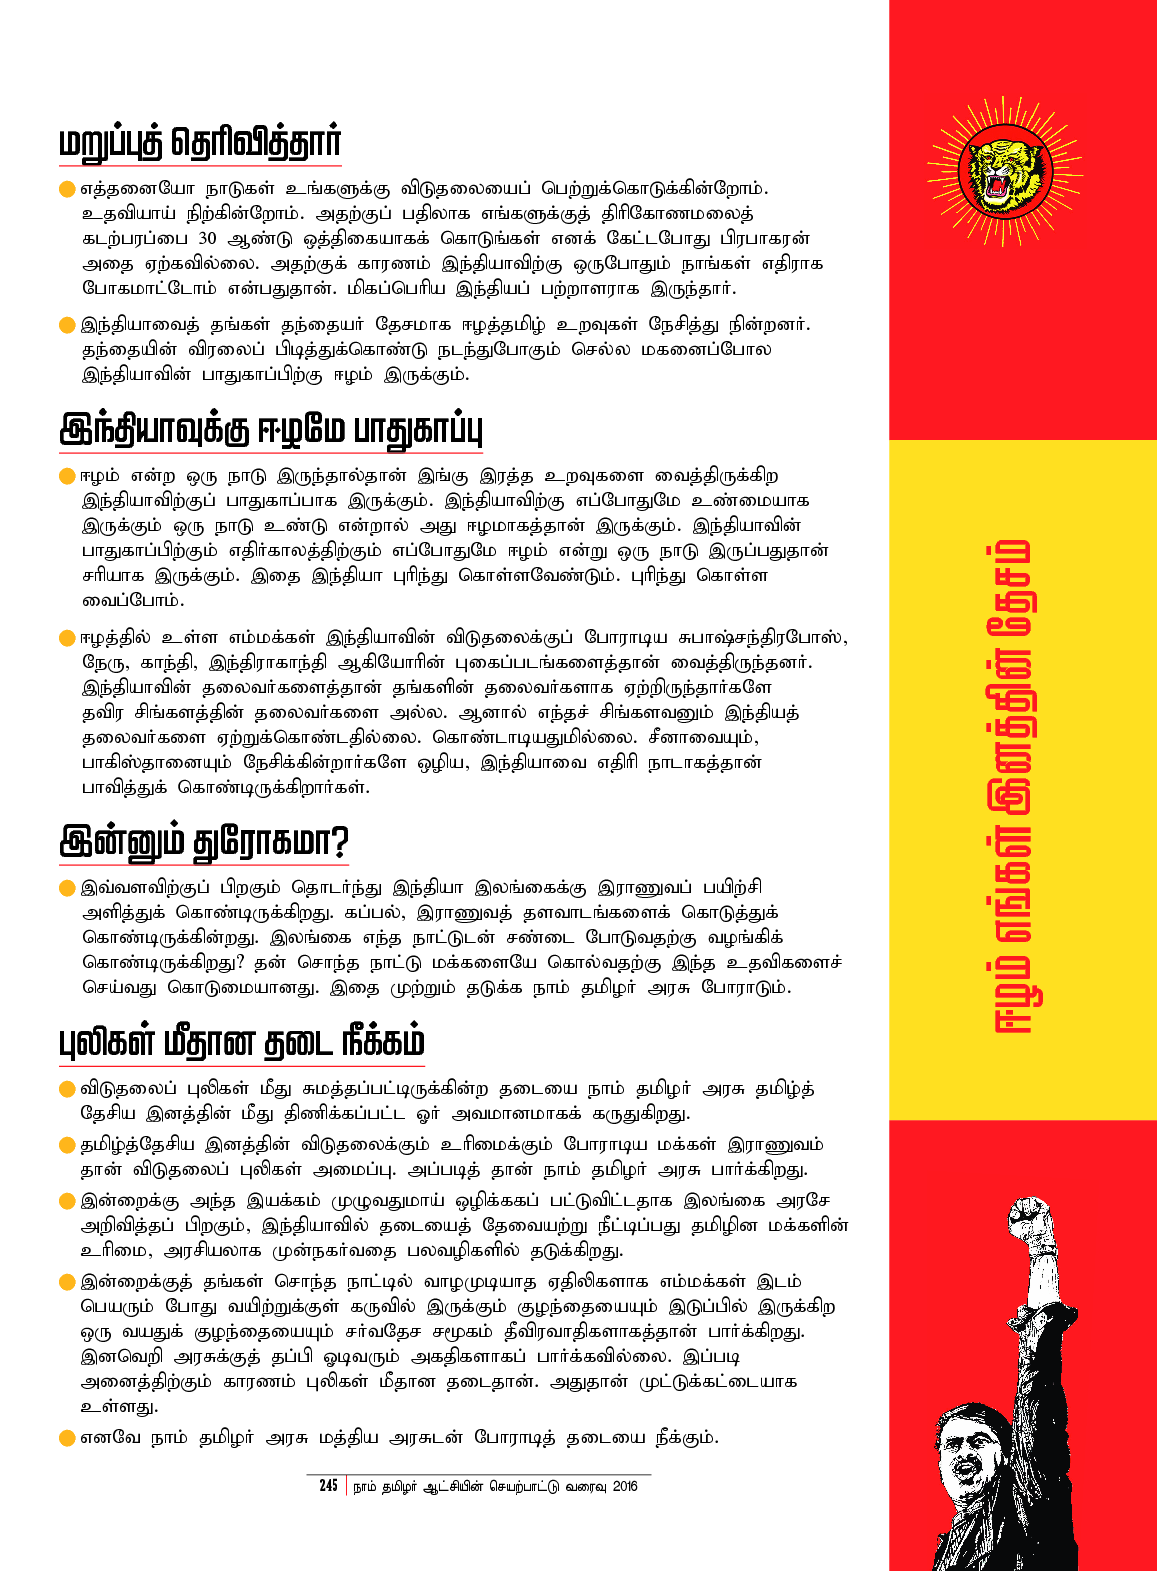 மறுப்புத் தெரிவித்தார்
எத்தனையோ நாடுகள் உங்களுக்கு விடுதலையைப் பெற்றுக்கொடுக்கின்றோம்.
உதவியாய் நிற்கின்றோம். அதற்குப் பதிலாக எங்களுக்குத் திரிகோணமலைத்
கடற்பரப்பை 30 ஆண்டு ஒத்திகையாகக் கொடுங்கள் எனக் கேட்டபோது பிரபாகரன்
அதை ஏற்கவில்லை. அதற்குக் காரணம் இந்தியாவிற்கு ஒருபோதும் நாங்கள் எதிராக
போகமாட்டோம் என்பதுதான். மிகப்பெரிய இந்தியப் பற்றாளராக இருந்தார்.
இந்தியாவைத் தங்கள் தந்தையர் தேசமாக ஈழத்தமிழ் உறவுகள் நேசித்து நின்றனர்.
தந்தையின் விரலைப் பிடித்துக்கொண்டு நடந்துபோகும் செல்ல மகனைப்போல
இந்தியாவின் பாதுகாப்பிற்கு ஈழம் இருக்கும்.
இந்தியாவுக்கு ஈழமே பாதுகாப்பு
ஈழம் என்ற ஒரு நாடு இருந்தால்தான் இங்கு இரத்த உறவுகளை வைத்திருக்கிற
இந்தியாவிற்குப் பாதுகாப்பாக இருக்கும். இந்தியாவிற்கு எப்போதுமே உண்மையாக
இருக்கும் ஒரு நாடு உண்டு என்றால் அது ஈழமாகத்தான் இருக்கும். இந்தியாவின்
பாதுகாப்பிற்கும் எதிர்காலத்திற்கும் எப்போதுமே ஈழம் என்று ஒரு நாடு இருப்பதுதான்
சரியாக இருக்கும். இதை இந்தியா புரிந்து கொள்ளவேண்டும். புரிந்து கொள்ள
வைப்போம்.
ஈழத்தில் உள்ள எம்மக்கள் இந்தியாவின் விடுதலைக்குப் போராடிய சுபாஷ்சந்திரபோஸ்,
நேரு, காந்தி, இந்திராகாந்தி ஆகியோரின் புகைப்படங்களைத்தான் வைத்திருந்தனர்.
இந்தியாவின் தலைவர்களைத்தான் தங்களின் தலைவர்களாக ஏற்றிருந்தார்களே
தவிர சிங்களத்தின் தலைவர்களை அல்ல. ஆனால் எந்தச் சிங்களவனும் இந்தியத்
தலைவர்களை ஏற்றுக்கொண்டதில்லை. கொண்டாடியதுமில்லை. சீனாவையும்,
பாகிஸ்தானையும் நேசிக்கின்றார்களே ஒழிய, இந்தியாவை எதிரி நாடாகத்தான்
பாவித்துக் கொண்டிருக்கிறார்கள்.
இன்னும் துரோகமா?
இவ்வளவிற்குப் பிறகும் தொடர்ந்து இந்தியா இலங்கைக்கு இராணுவப் பயிற்சி
அளித்துக் கொண்டிருக்கிறது. கப்பல், இராணுவத் தளவாடங்களைக் கொடுத்துக்
கொண்டிருக்கின்றது. இலங்கை எந்த நாட்டுடன் சண்டை போடுவதற்கு வழங்கிக்
கொண்டிருக்கிறது? தன் சொந்த நாட்டு மக்களையே கொல்வதற்கு இந்த உதவிகளைச்
செய்வது கொடுமையானது. இதை முற்றும் தடுக்க நாம் தமிழர் அரசு போராடும்.
புலிகள் மீதான தடை நீக்கம்
விடுதலைப் புலிகள் மீது சுமத்தப்பட்டிருக்கின்ற தடையை நாம் தமிழர் அரசு தமிழ்த்
தேசிய இனத்தின் மீது திணிக்கப்பட்ட ஓர் அவமானமாகக் கருதுகிறது.
தமிழ்த்தேசிய இனத்தின் விடுதலைக்கும் உரிமைக்கும் போராடிய மக்கள் இராணுவம்
தான் விடுதலைப் புலிகள் அமைப்பு. அப்படித் தான் நாம் தமிழர் அரசு பார்க்கிறது.
இன்றைக்கு அந்த இயக்கம் முழுவதுமாய் ஒழிக்ககப் பட்டுவிட்டதாக இலங்கை அரசே
அறிவித்தப் பிறகும், இந்தியாவில் தடையைத் தேவையற்று நீட்டிப்பது தமிழின மக்களின்
உரிமை, அரசியலாக முன்நகர்வதை பலவழிகளில் தடுக்கிறது.
இன்றைக்குத் தங்கள் சொந்த நாட்டில் வாழமுடியாத ஏதிலிகளாக எம்மக்கள் இடம்
பெயரும் போது வயிற்றுக்குள் கருவில் இருக்கும் குழந்தையையும் இடுப்பில் இருக்கிற
ஒரு வயதுக் குழந்தையையும் சர்வதேச சமூகம் தீவிரவாதிகளாகத்தான் பார்க்கிறது.
இனவெறி அரசுக்குத் தப்பி ஓடிவரும் அகதிகளாகப் பார்க்கவில்லை. இப்படி
அனைத்திற்கும் காரணம் புலிகள் மீதான தடைதான். அதுதான் முட்டுக்கட்டையாக
உள்ளது.
எனவே நாம் தமிழர் அரசு மத்திய அரசுடன் போராடித் தடையை நீக்கும்.
245 நாம் தமிழர் ஆட்சியின் செயற்பாட்டு வரைவு 2016
ஈழம் எங்கள் இனத்தின் தேசம்